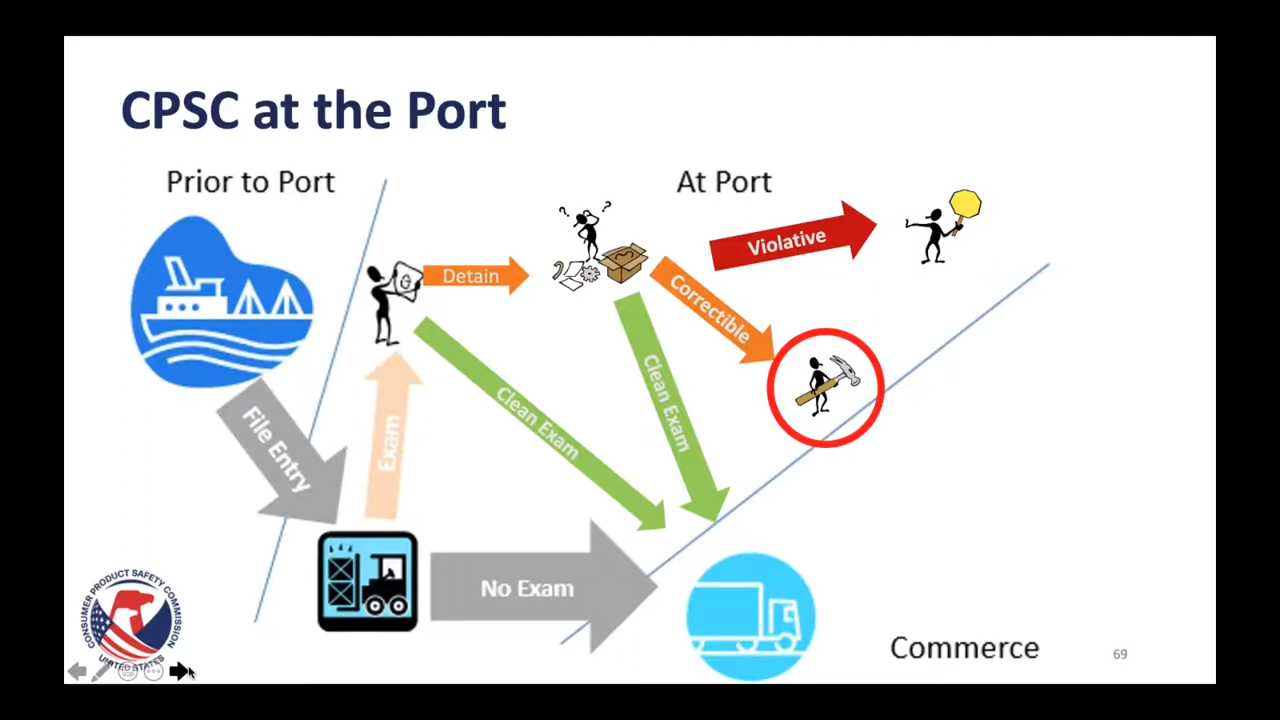 CPSC at the Port
Prior to Port
At Port
? ?
Violative
Detain
Correctible
Clean Exam
Clean Exam
File Entry
Exam
No Exam
Commerce
69
CONSUMER PRODUCT SAFETY COMMISSION
UNITED STATES